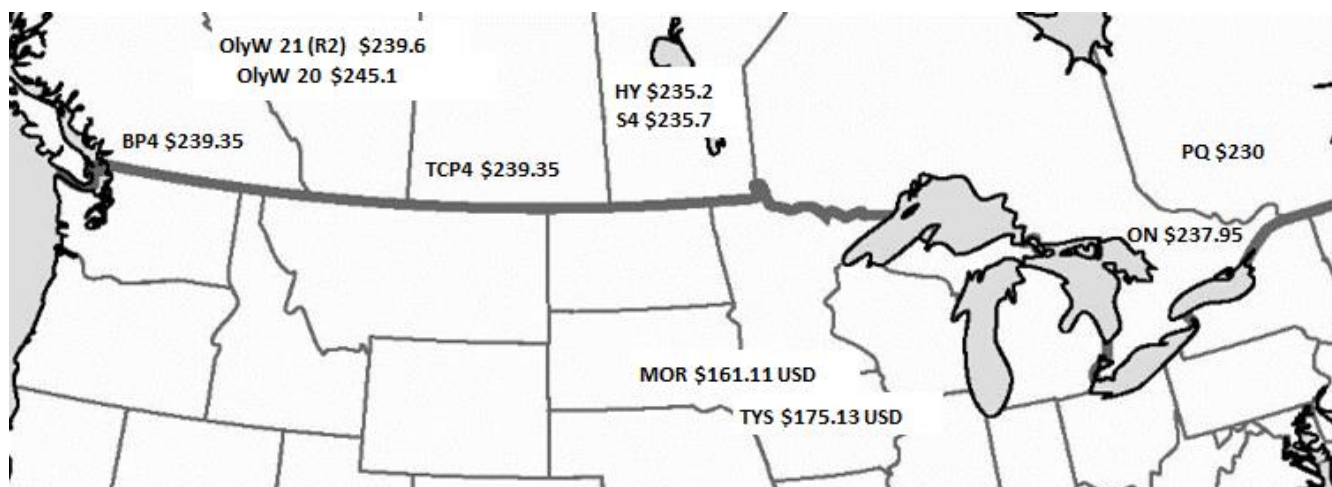 OlyW 21 (R2) $239.6
OlyW 20 $245.1
HY $235.2
S4 $235.7
BP4 $239.35
TCP4 $239.35
PQ $230
ON $237.95
MOR $161.11 USD
TYS $175.13 USD